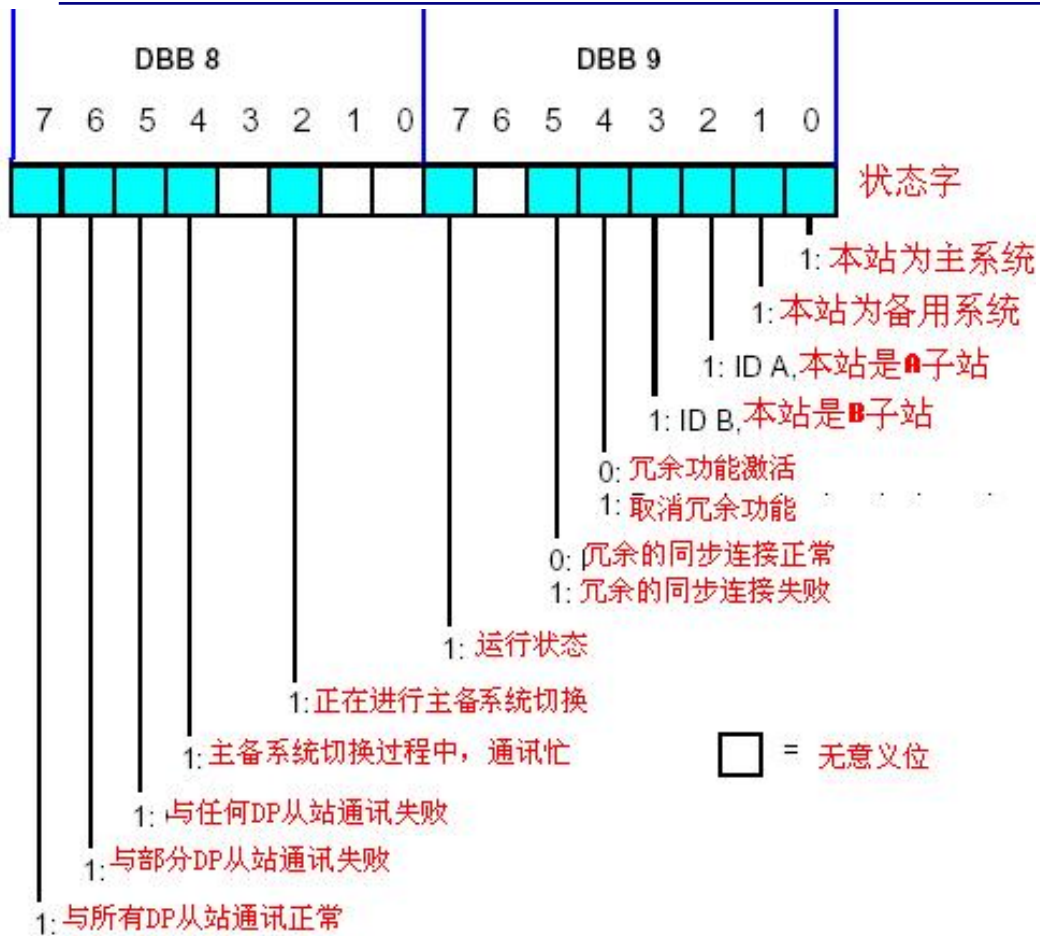 DBB 8 DBB 9
7 6 5 4 3 2 1 0 7 6 5 4 3 2 1 0
状态字
1: 本站为主系统
1: 本站为备用系统
1: ID A,本站是A子站
1: ID B,本站是B子站
0: 冗余功能激活
1: 取消冗余功能
0: 冗余的同步连接正常
1: 冗余的同步连接失败
1: 运行状态
1: 正在进行主备系统切换
1: 主备系统切换过程中，通讯忙
= 无意义位
1: 与任何DP从站通讯失败
1: 与部分DP从站通讯失败
1: 与所有DP从站通讯正常